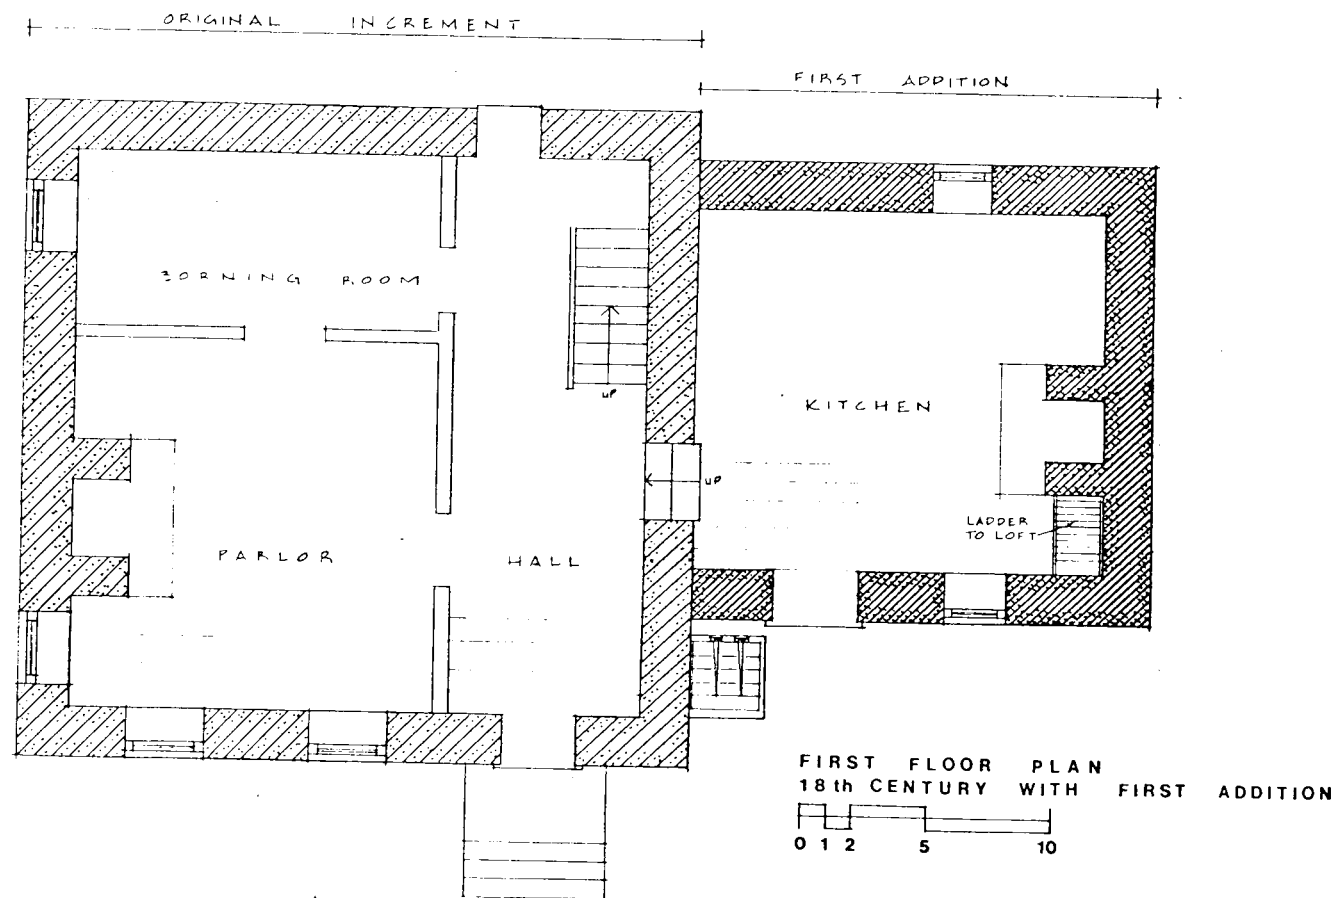 ORIGINAL INCREMENT
FIRST ADDITION
BORNING ROOM
UP
KITCHEN
UP
LADDER
TO LOFT
PARLOR
HALL
FIRST FLOOR PLAN
18th CENTURY WITH FIRST ADDITION
0 1 2 5 10